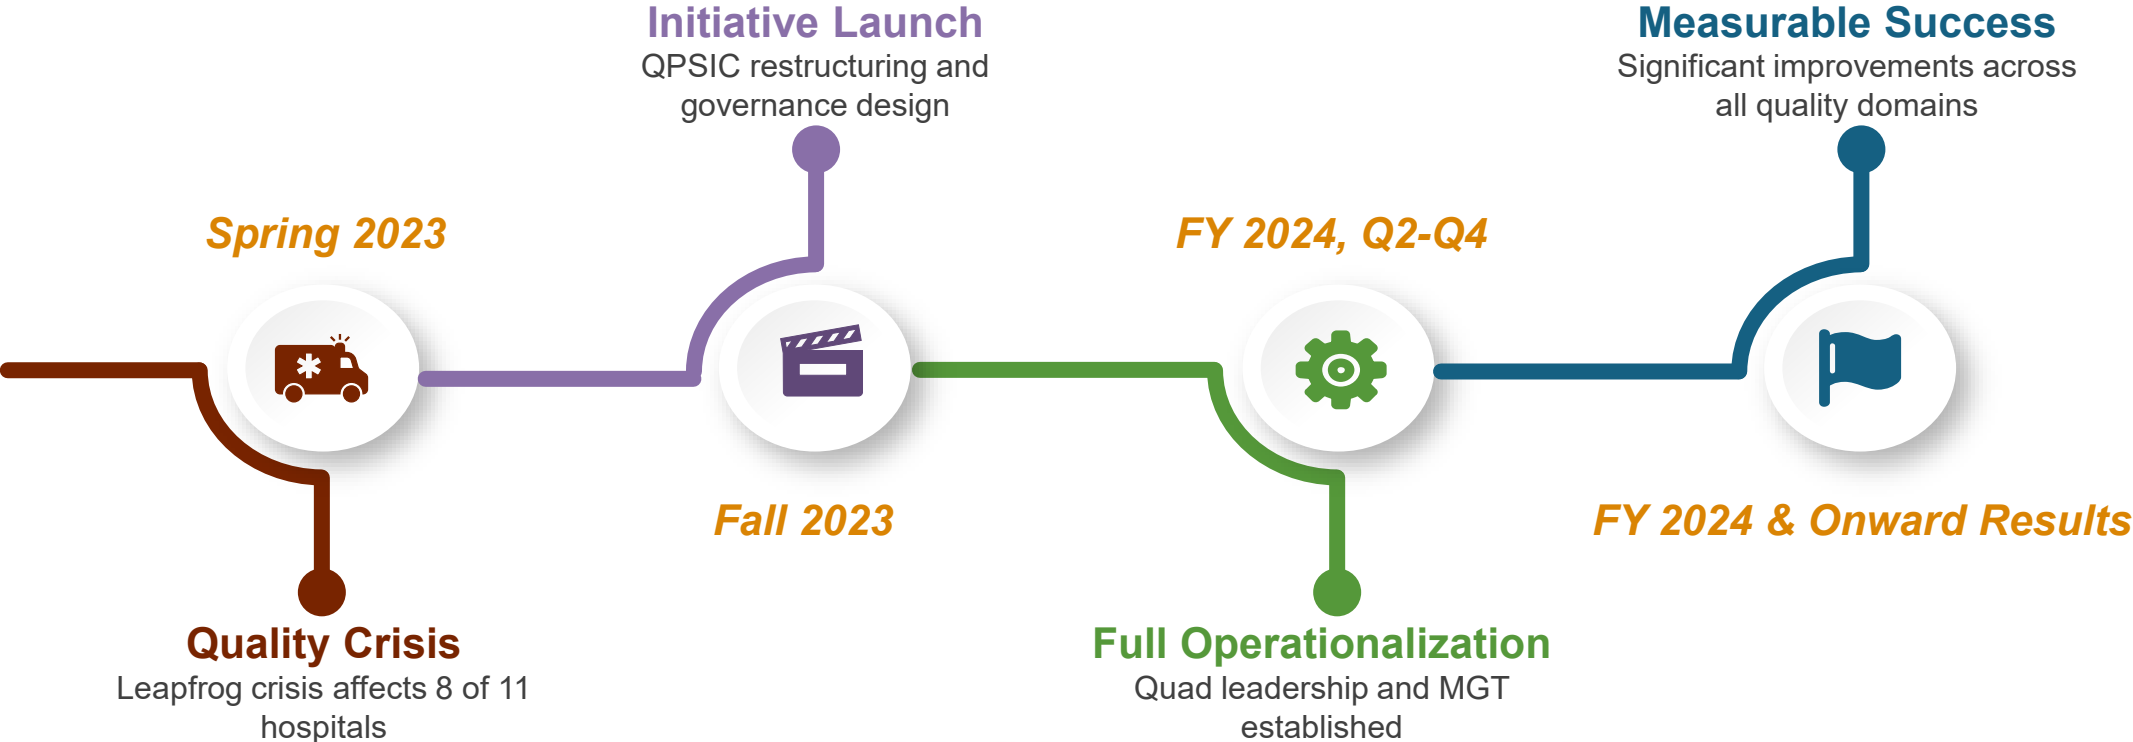 Initiative Launch
QPSIC restructuring and
governance design
Measurable Success
Significant improvements across
all quality domains
Spring 2023
FY 2024, Q2-Q4
Fall 2023
FY 2024 & Onward Results
Quality Crisis
Leapfrog crisis affects 8 of 11
hospitals
Full Operationalization
Quad leadership and MGT
established